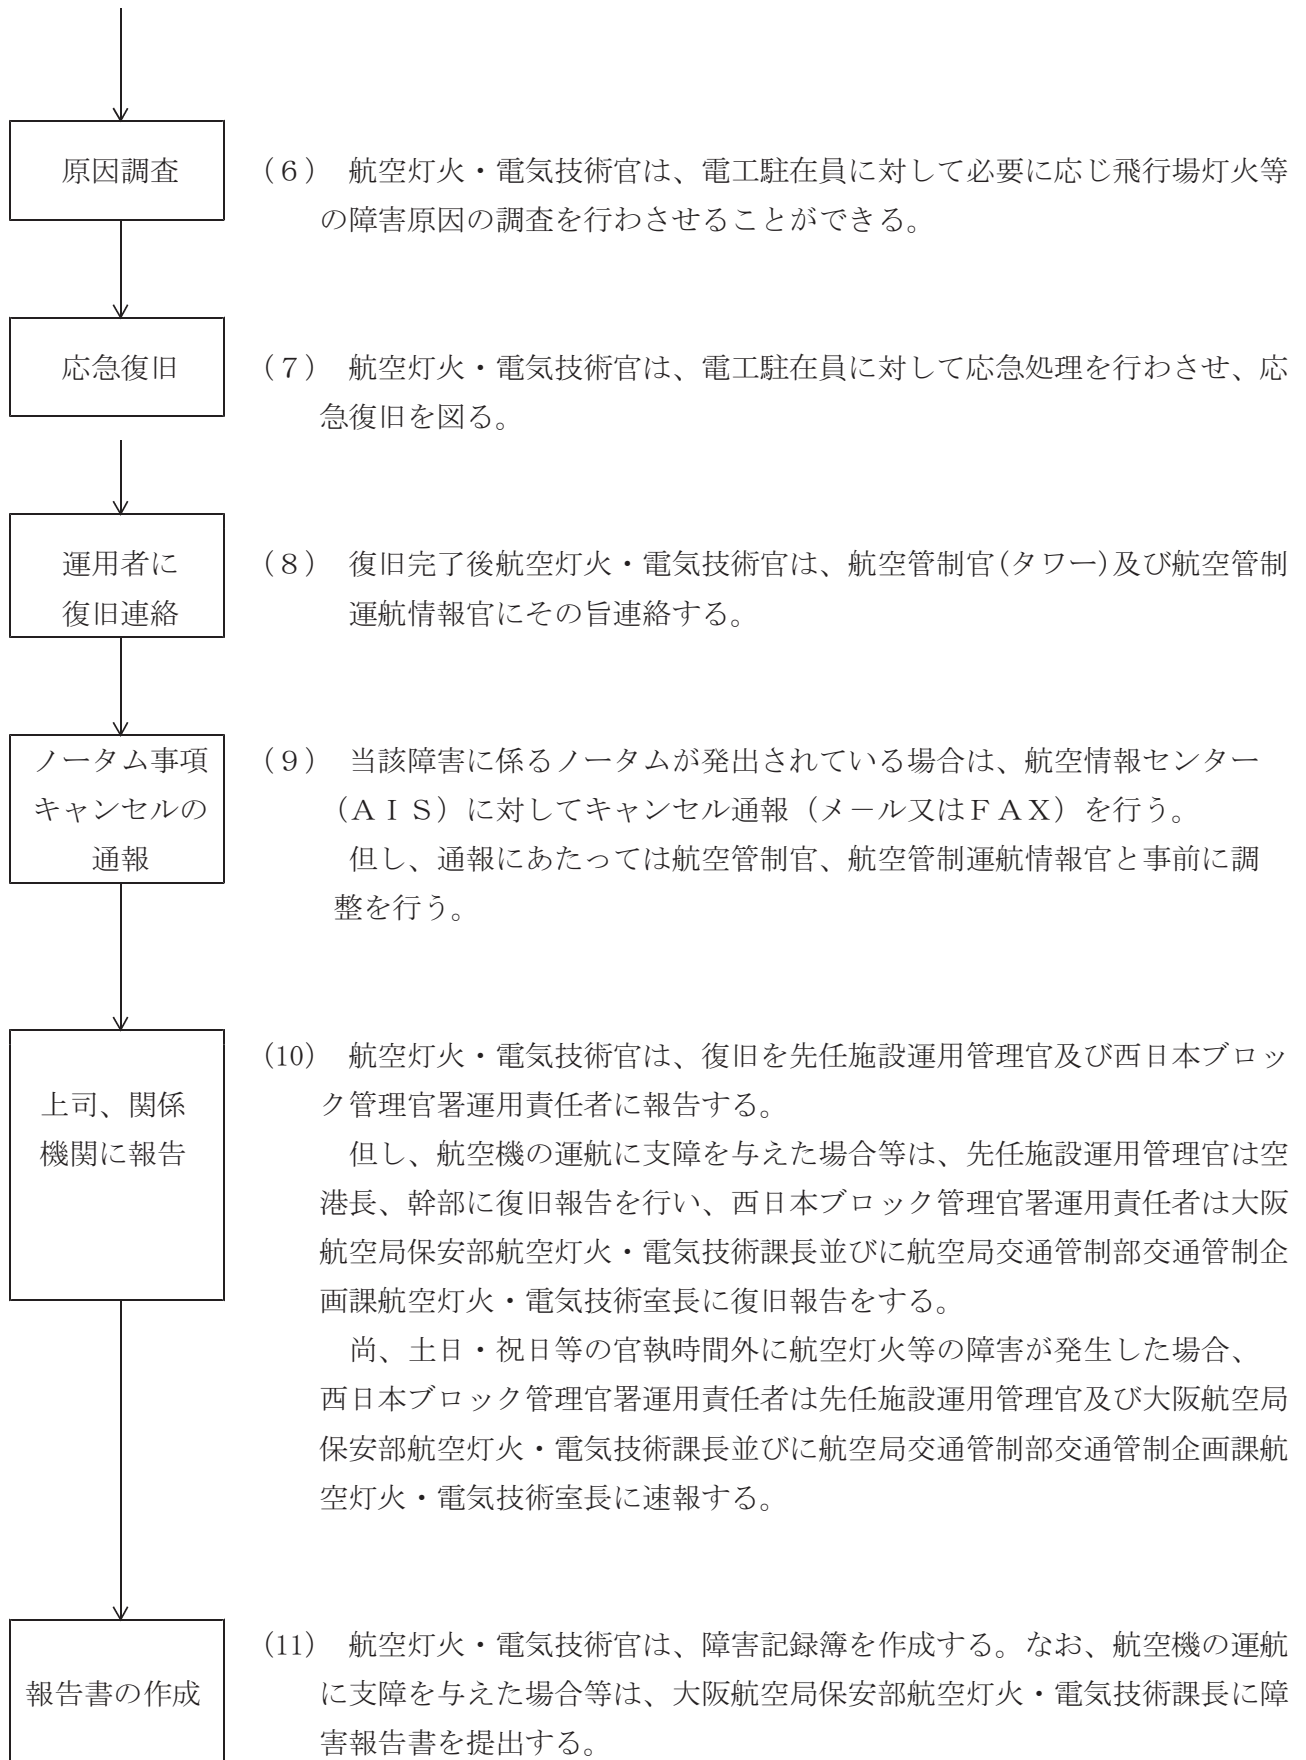 原因調査
（６） 航空灯火・電気技術官は、電工駐在員に対して必要に応じ飛行場灯火等
の障害原因の調査を行わさせることができる。
応急復旧
（７） 航空灯火・電気技術官は、電工駐在員に対して応急処理を行わさせ、応
急復旧を図る。
運用者に
復旧連絡
（８） 復旧完了後航空灯火・電気技術官は、航空管制官(タワー)及び航空管制
運航情報官にその旨連絡する。
ノータム事項
キャンセルの
通報
（９） 当該障害に係るノータムが発出されている場合は、航空情報センター
（ＡＩＳ）に対してキャンセル通報（メール又はＦＡＸ）を行う。
但し、通報にあたっては航空管制官、航空管制運航情報官と事前に調
整を行う。
上司、関係
機関に報告
(10) 航空灯火・電気技術官は、復旧を先任施設運用管理官及び西日本ブロッ
ク管理官署運用責任者に報告する。
但し、航空機の運航に支障を与えた場合等は、先任施設運用管理官は空
港長、幹部に復旧報告を行い、西日本ブロック管理官署運用責任者は大阪
航空局保安部航空灯火・電気技術課長並びに航空局交通管制部交通管制企
画課航空灯火・電気技術室長に復旧報告をする。
尚、土日・祝日等の官執時間外に航空灯火等の障害が発生した場合、
西日本ブロック管理官署運用責任者は先任施設運用管理官及び大阪航空局
保安部航空灯火・電気技術課長並びに航空局交通管制部交通管制企画課航
空灯火・電気技術室長に速報する。
報告書の作成
(11) 航空灯火・電気技術官は、障害記録簿を作成する。なお、航空機の運航
に支障を与えた場合等は、大阪航空局保安部航空灯火・電気技術課長に障
害報告書を提出する。